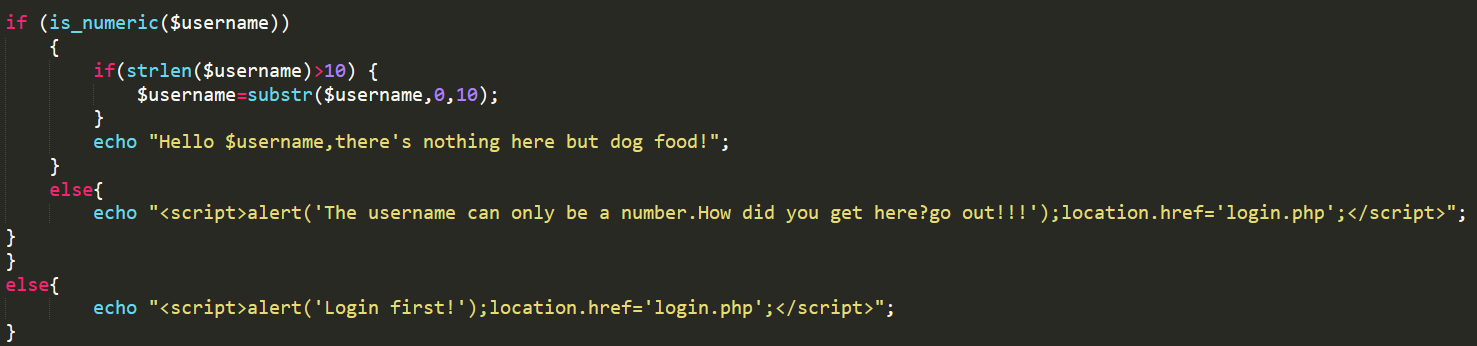 if (is_numeric($username))
    {
        if(strlen($username)>10) {
            $username=substr($username,0,10);
        }
        echo "Hello $username,there's nothing here but dog food!";
    }
    else{
        echo "<script>alert('The username can only be a number.How did you get here?go out!!!');location.href='login.php';</script>";
}
}
else{
        echo "<script>alert('Login first!');location.href='login.php';</script>";
}